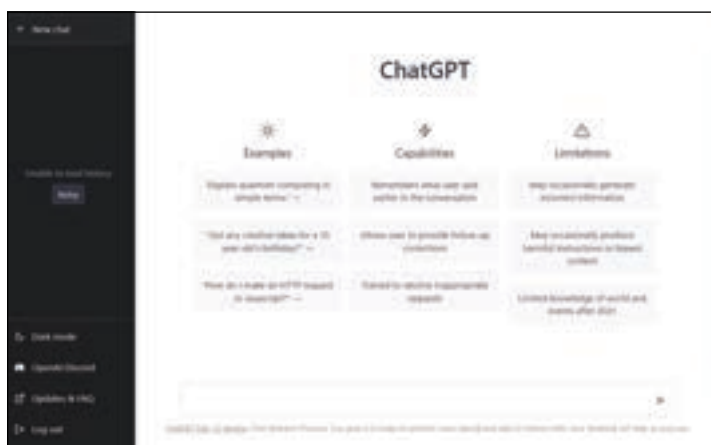 + New chat
ChatGPT
Examples
Capabilities
Limitations
Unable to load history
Retry
"Explain quantum computing in
simple terms" →
Remembers what user said
earlier in the conversation
May occasionally generate
incorrect information
"Got any creative ideas for a 10
year old's birthday?" →
Allows user to provide follow-up
corrections
May occasionally produce
harmful instructions or biased
content
"How do I make an HTTP request
in Javascript?" →
Trained to decline inappropriate
requests
Limited knowledge of world and
events after 2021
Dark mode
OpenAI Discord
Updates & FAQ
Log out